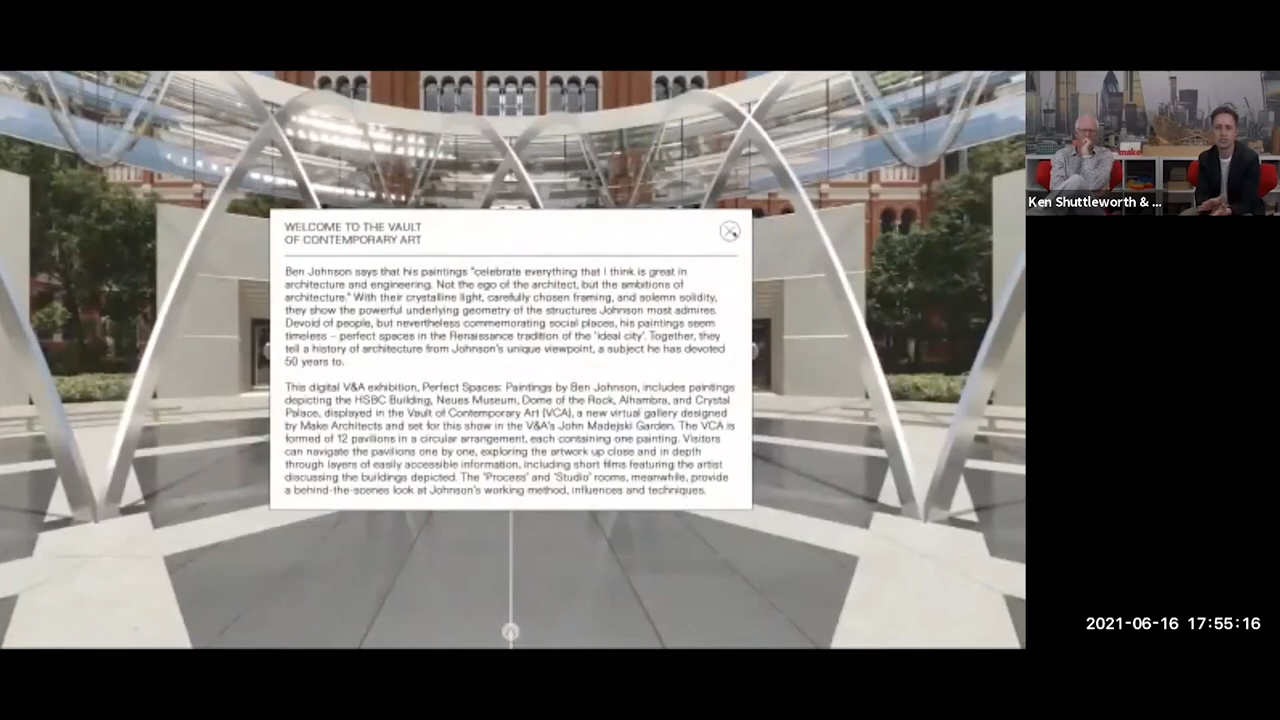 WELCOME TO THE VAULT
OF CONTEMPORARY ART
Ben Johnson says that his paintings "celebrate everything that I think is great in
architecture and engineering. Not the ego of the architect, but the ambitions of
architecture." With their crystalline light, carefully chosen framing, and solemn solidity,
they show the powerful underlying geometry of the structures Johnson most admires.
Devoid of people, but nevertheless commemorating social places, his paintings seem
timeless – perfect spaces in the Renaissance tradition of the 'ideal city'. Together, they
tell a history of architecture from Johnson's unique viewpoint, a subject he has devoted
50 years to.
This digital V&A exhibition, Perfect Spaces: Paintings by Ben Johnson, includes paintings
depicting the HSBC Building, Neues Museum, Dome of the Rock, Alhambra, and Crystal
Palace, displayed in the Vault of Contemporary Art (VCA), a new virtual gallery designed
by Make Architects and set for this show in the V&A's John Madejski Garden. The VCA is
formed of 12 pavilions in a circular arrangement, each containing one painting. Visitors
can navigate the pavilions one by one, exploring the artwork up close and in depth
through layers of easily accessible information, including short films featuring the artist
discussing the buildings depicted. The 'Process' and 'Studio' rooms, meanwhile, provide
a behind-the-scenes look at Johnson's working method, influences and techniques.
make
Ken Shuttleworth & ...
2021-06-16 17:55:16